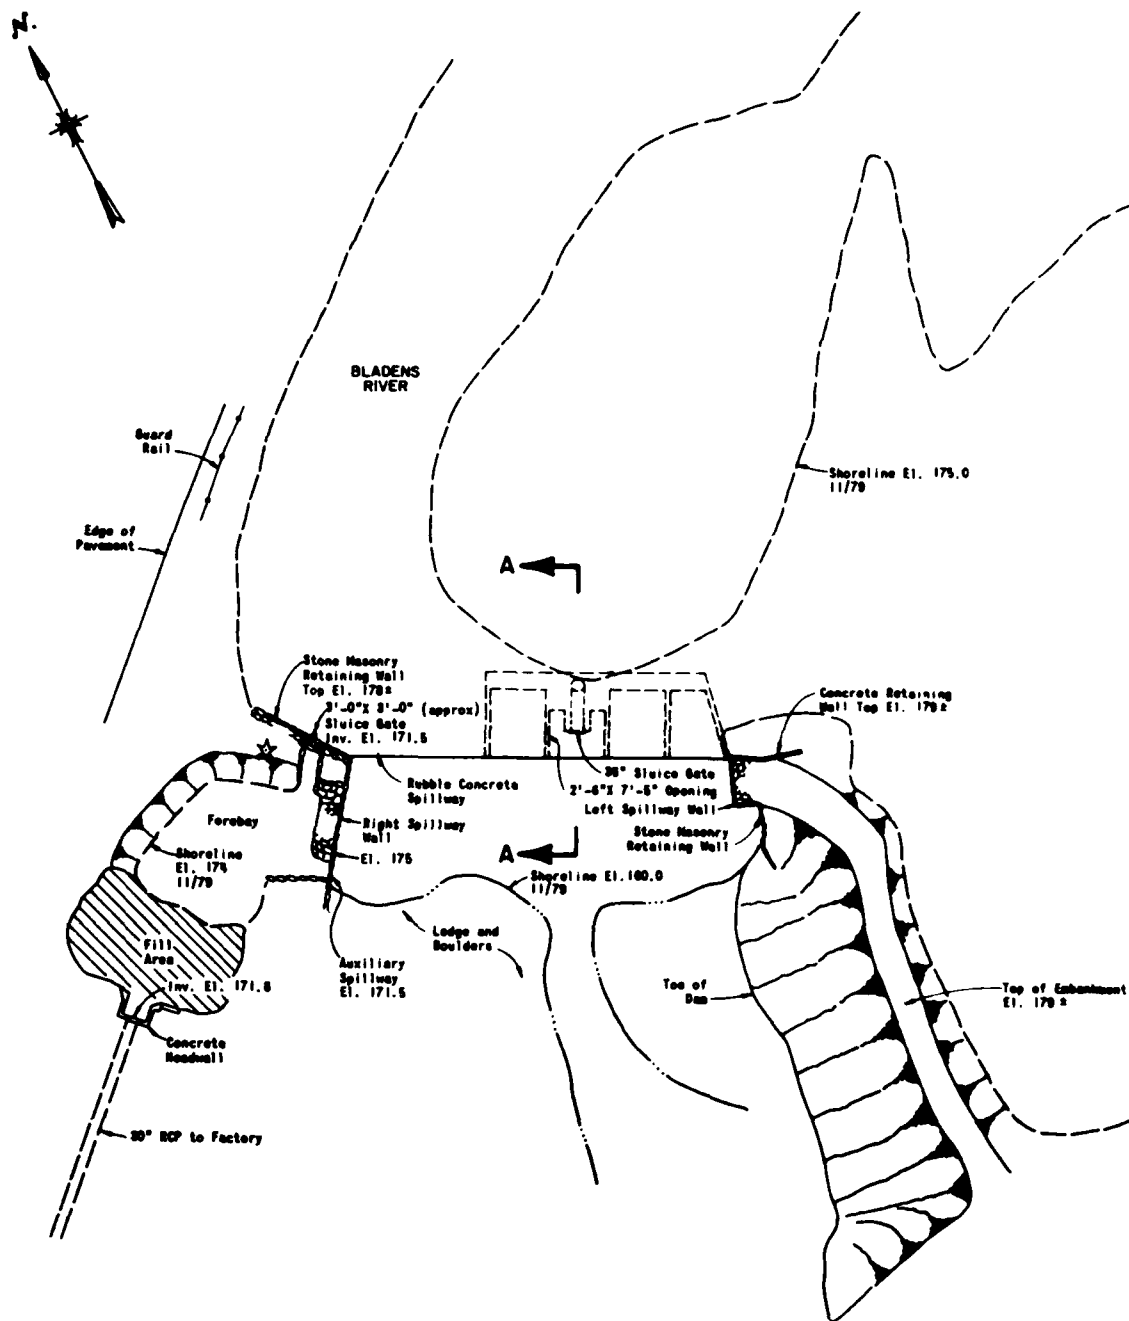 N.
BLADENS
RIVER
Guard
Rail
Edge of
Pavement
Shoreline El. 175.0
11/79
A
Stone Masonry
Retaining Wall
Top El. 179±
3'-0"X 3'-0" (approx)
Sluice Gate
Inv. El. 171.5
Concrete Retaining
Wall Top El. 179±
36" Sluice Gate
2'-6"X 7'-6" Opening
Left Spillway Wall
Stone Masonry
Retaining Wall
Rubble Concrete
Spillway
Right Spillway
Wall
El. 175
Forebay
Shoreline
El. 174
11/79
A
Shoreline El. 160.0
11/79
Ledge and
Boulders
Fill
Area
Inv. El. 171.8
Auxiliary
Spillway
El. 171.5
Toe of
Dam
Top of Embankment
El. 179±
Concrete
Headwall
30" RCP to Factory